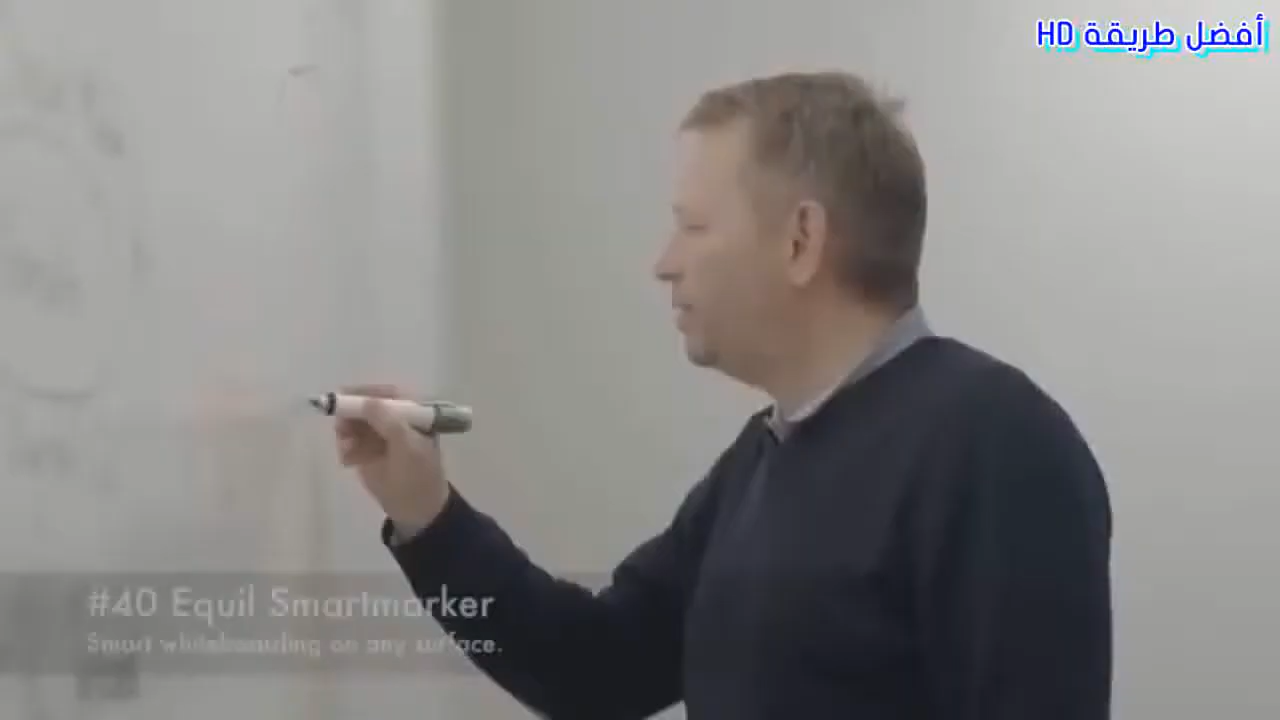 أفضل طريقة HD
#40 Equil Smartmarker
Smart whiteboarding on any surface.